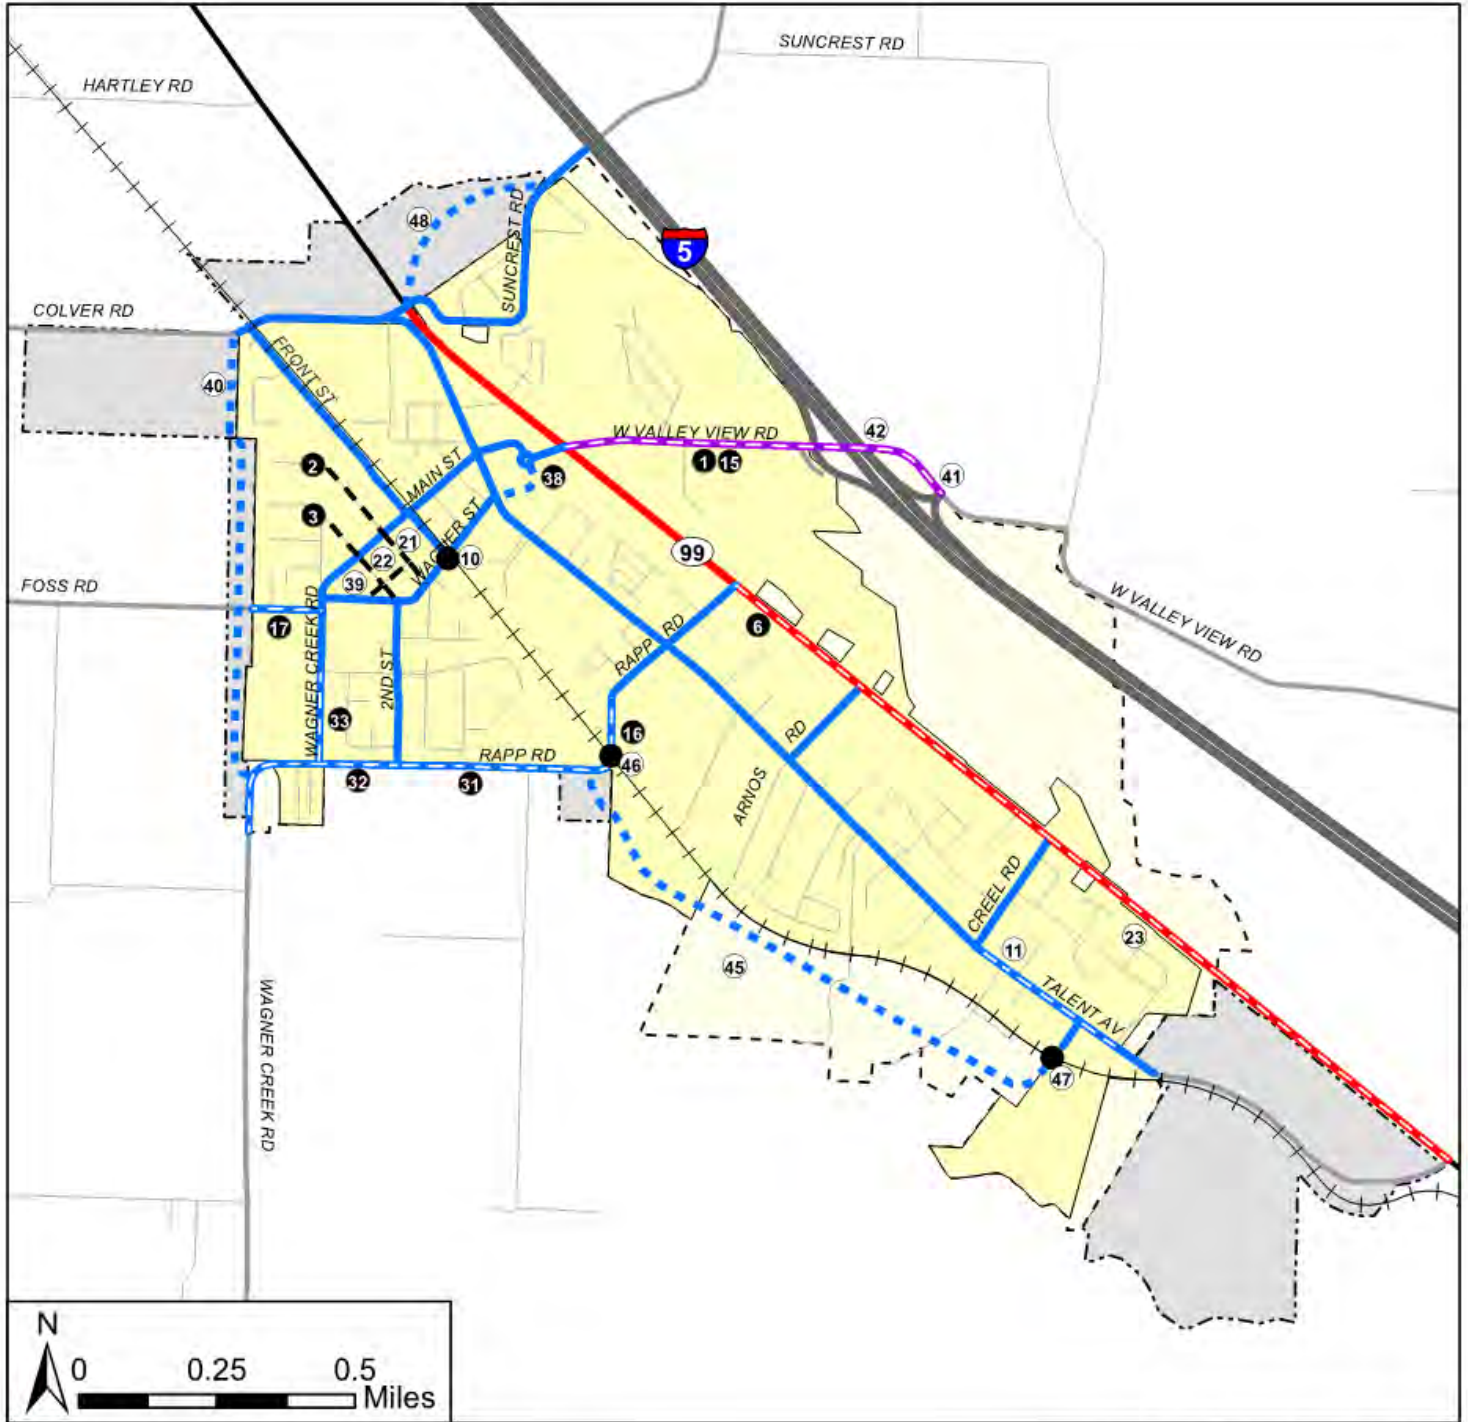 SUNCREST RD
HARTLEY RD
48
SUNCREST RD
5
COLVER RD
FRONT ST
40
W VALLEY VIEW RD
42
1
15
41
2
MAIN ST
38
3
21
WAGNER ST
22
10
99
39
FOSS RD
W VALLEY VIEW RD
17
6
RAPP RD
WAGNER CREEK RD
2ND ST
33
16
RD
RAPP RD
46
32
31
ARNOS
CREEL RD
23
11
45
TALENT AV
WAGNER CREEK RD
47
N
0 0.25 0.5
Miles